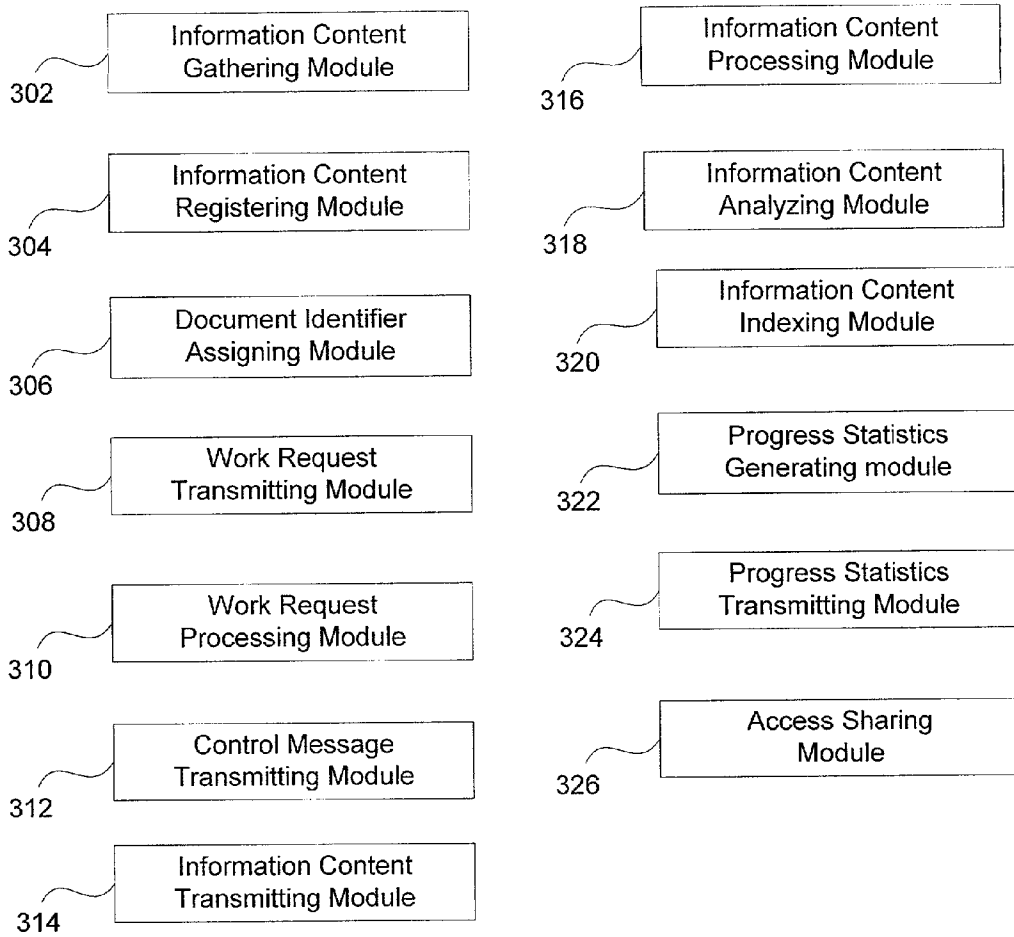 Information Content
Gathering Module
302
Information Content
Registering Module
304
Document Identifier
Assigning Module
306
Work Request
Transmitting Module
308
Work Request
Processing Module
310
Control Message
Transmitting Module
312
Information Content
Transmitting Module
314
Information Content
Processing Module
316
Information Content
Analyzing Module
318
Information Content
Indexing Module
320
Progress Statistics
Generating module
322
Progress Statistics
Transmitting Module
324
Access Sharing
Module
326